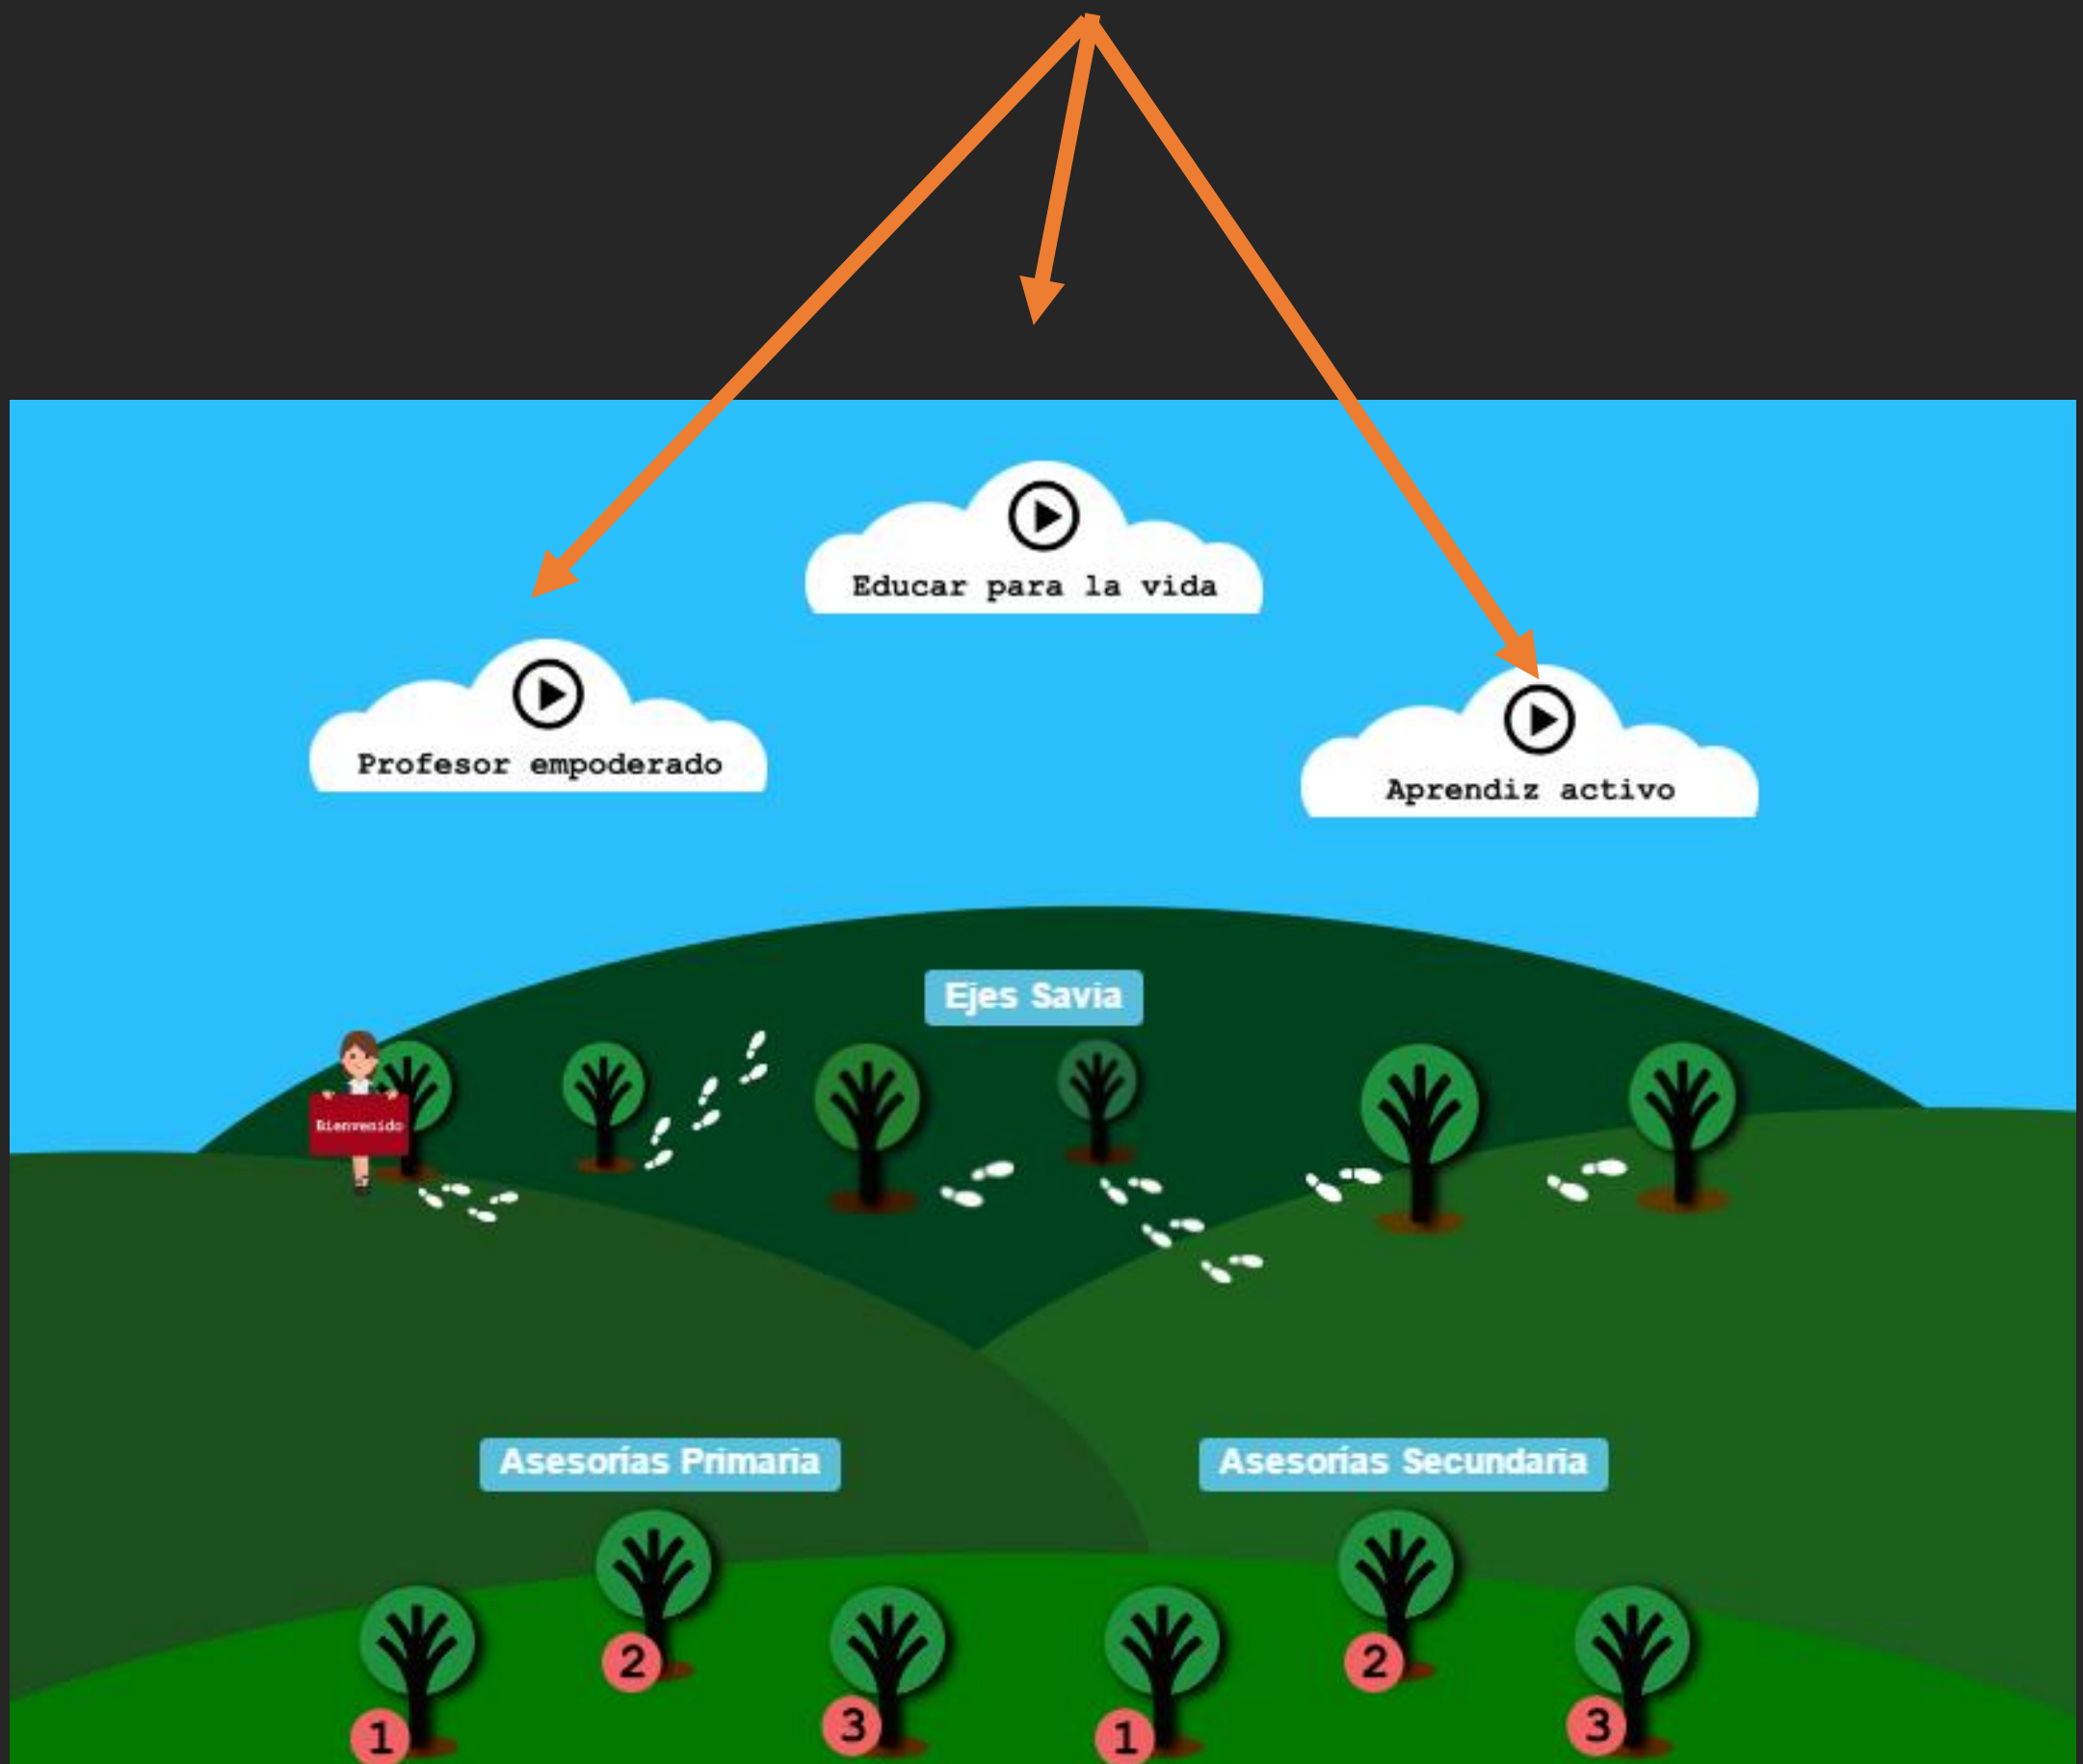 Educar para la vida
Profesor empoderado
Aprendiz activo
Ejes Savia
Bienvenido
Asesorías Primaria
Asesorías Secundaria
2
2
1
3
1
3